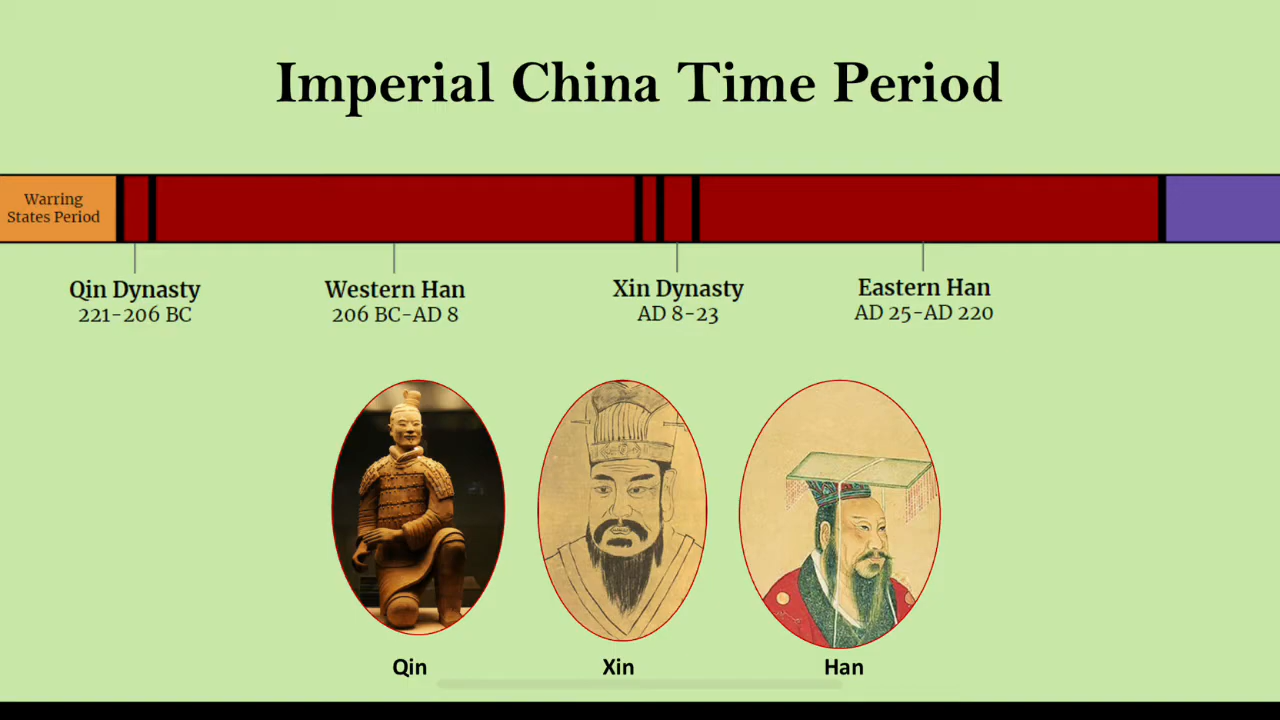 Imperial China Time Period
Warring
States Period
Qin Dynasty
221-206 BC
Western Han
206 BC-AD 8
Xin Dynasty
AD 8-23
Eastern Han
AD 25-AD 220
Qin
Xin
Han